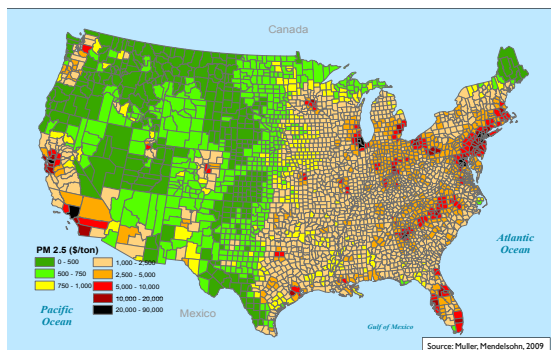 Canada
PM 2.5 ($/ton)
0 - 500
500 - 750
750 - 1,000
1,000 - 2,500
2,500 - 5,000
5,000 - 10,000
10,000 - 20,000
20,000 - 90,000
Atlantic
Ocean
Pacific
Ocean
Mexico
Gulf of Mexico
Source: Muller, Mendelsohn, 2009